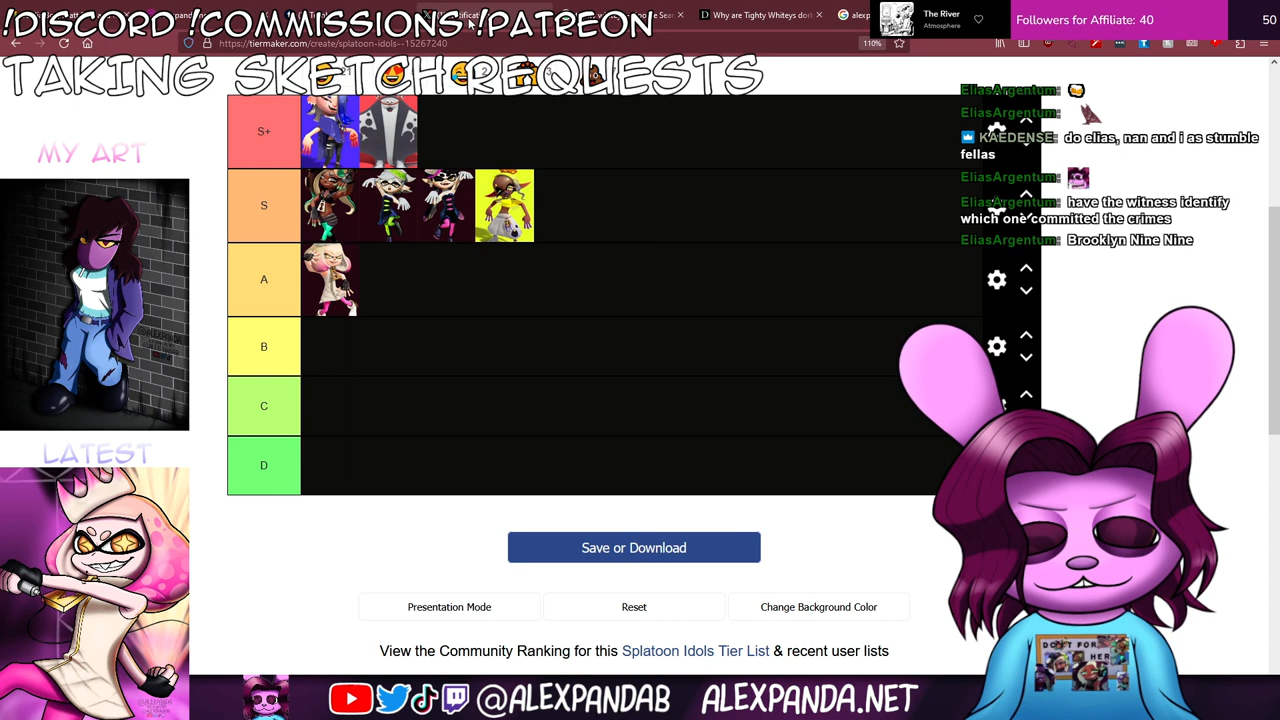 !DISCORD !COMMISSIONS !PATREON
Why are Tighty Whiteys dor
The River
Atmosphere
Followers for Affiliate: 40
50
https://tiermaker.com/create/splatoon-idols--15267240
110%
TAKING SKETCH REQUESTS
MY ART
S+
S
A
B
C
D
EliasArgentum:
EliasArgentum:
KAEDENSE: do elias, nan and i as stumble
fellas
EliasArgentum:
EliasArgentum: have the witness identify
which one committed the crimes
EliasArgentum: Brooklyn Nine Nine
LATEST
Save or Download
Presentation Mode
Reset
Change Background Color
View the Community Ranking for this Splatoon Idols Tier List & recent user lists
@ALEXPANDAB
ALEXPANDA.NET